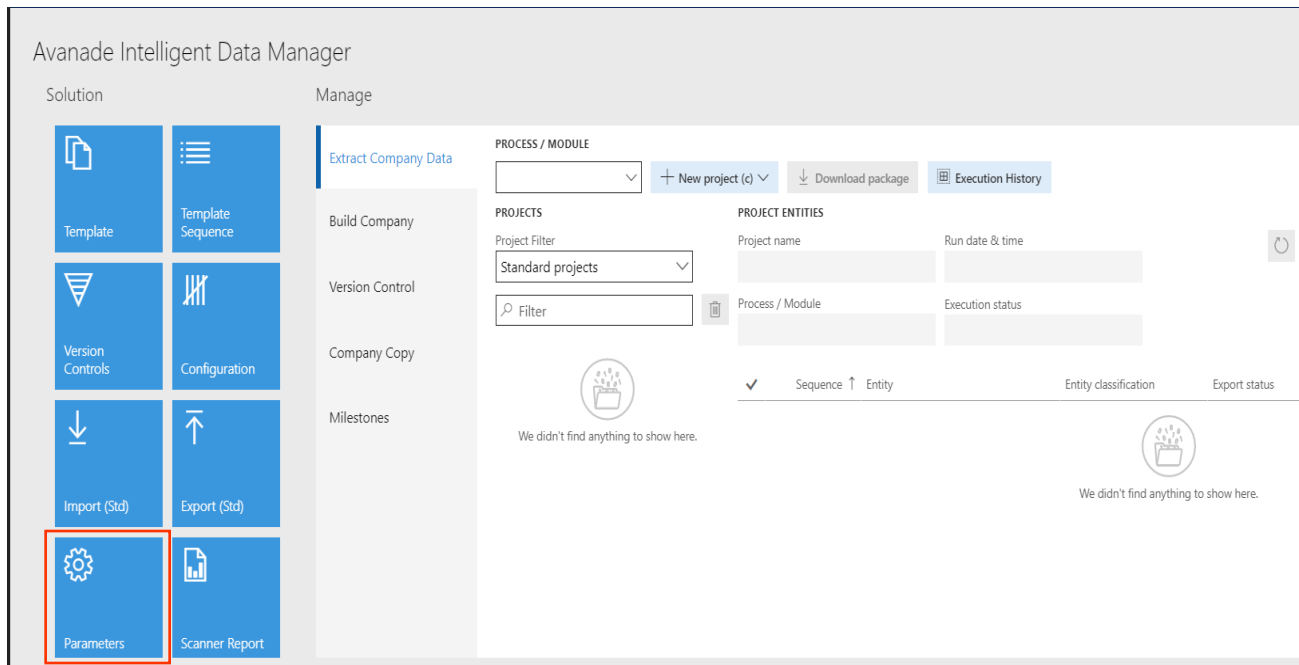 Avanade Intelligent Data Manager
Solution
Manage
Template
Template
Sequence
Version
Controls
Configuration
Import (Std)
Export (Std)
Parameters
Scanner Report
Extract Company Data
Build Company
Version Control
Company Copy
Milestones
PROCESS / MODULE
New project (c)
Download package
Execution History
PROJECTS
Project Filter
Standard projects
Filter
We didn't find anything to show here.
PROJECT ENTITIES
Project name
Run date & time
Process / Module
Execution status
Sequence ↑ Entity
Entity classification
Export status
We didn't find anything to show here.